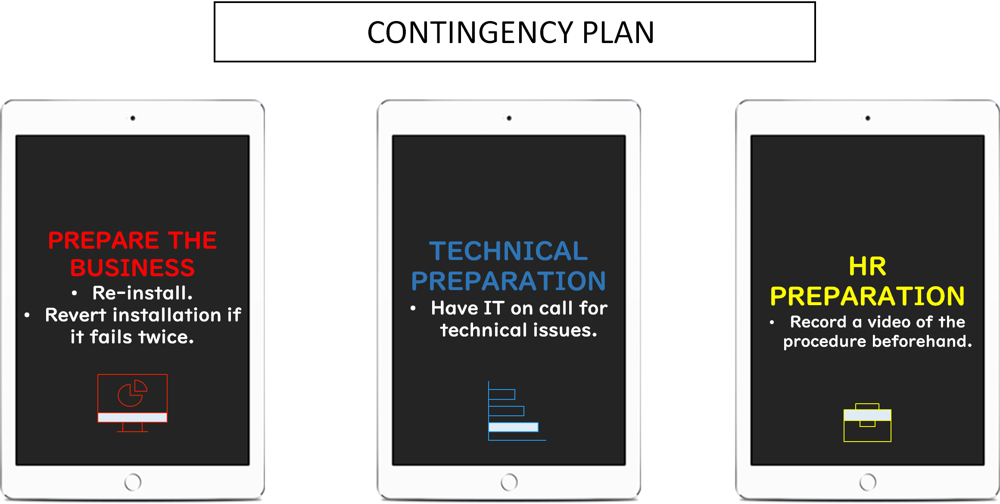 CONTINGENCY PLAN
PREPARE THE
BUSINESS
• Re-install.
• Revert installation if
it fails twice.
TECHNICAL
PREPARATION
• Have IT on call for
technical issues.
HR
PREPARATION
• Record a video of the
procedure beforehand.